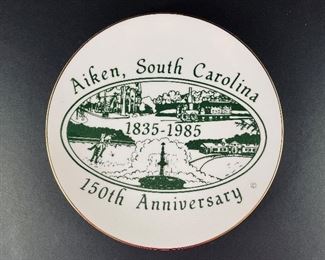 Aiken, South Carolina
1835-1985
150th Anniversary
©